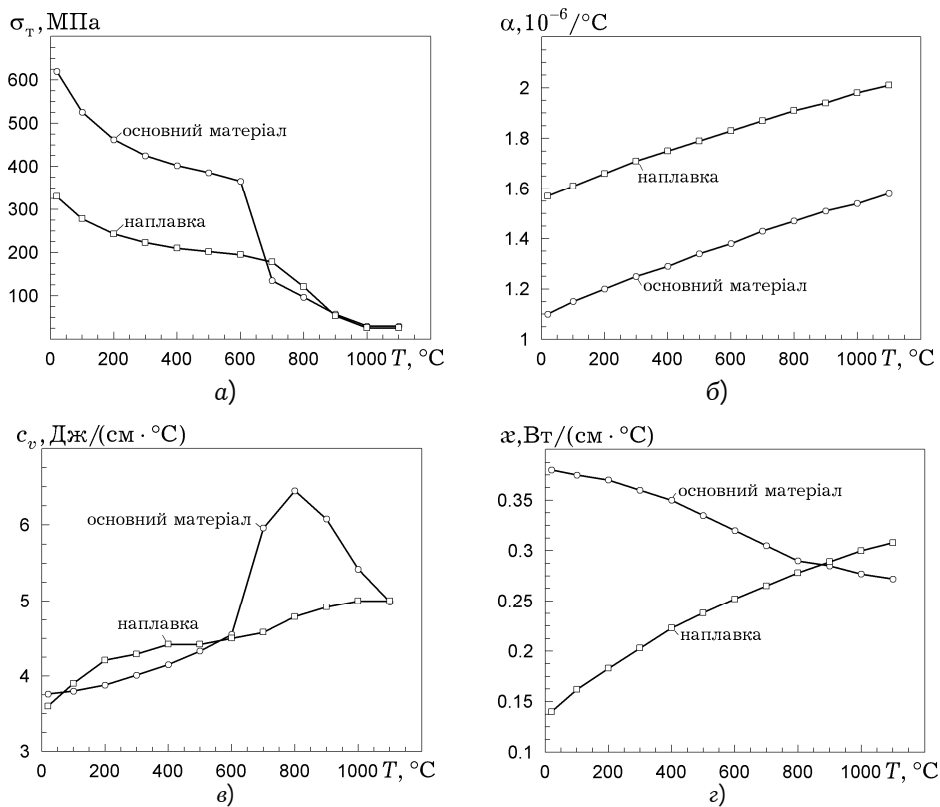 σт, МПа
600
500
400
300
200
100
основний матеріал
наплавка
0 200 400 600 800 1000 T, °C
а)
α, 10⁻⁶/°C
2
1.8
1.6
1.4
1.2
1
наплавка
основний матеріал
0 200 400 600 800 1000 T, °C
б)
cᵥ, Дж/(см · °C)
6
5
4
3
основний матеріал
наплавка
0 200 400 600 800 1000 T, °C
в)
æ, Вт/(см · °C)
0.35
0.3
0.25
0.2
0.15
0.1
основний матеріал
наплавка
0 200 400 600 800 1000 T, °C
г)